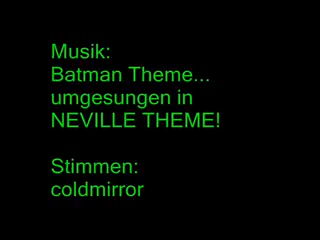 Musik:
Batman Theme...
umgesungen in
NEVILLE THEME!
Stimmen:
coldmirror